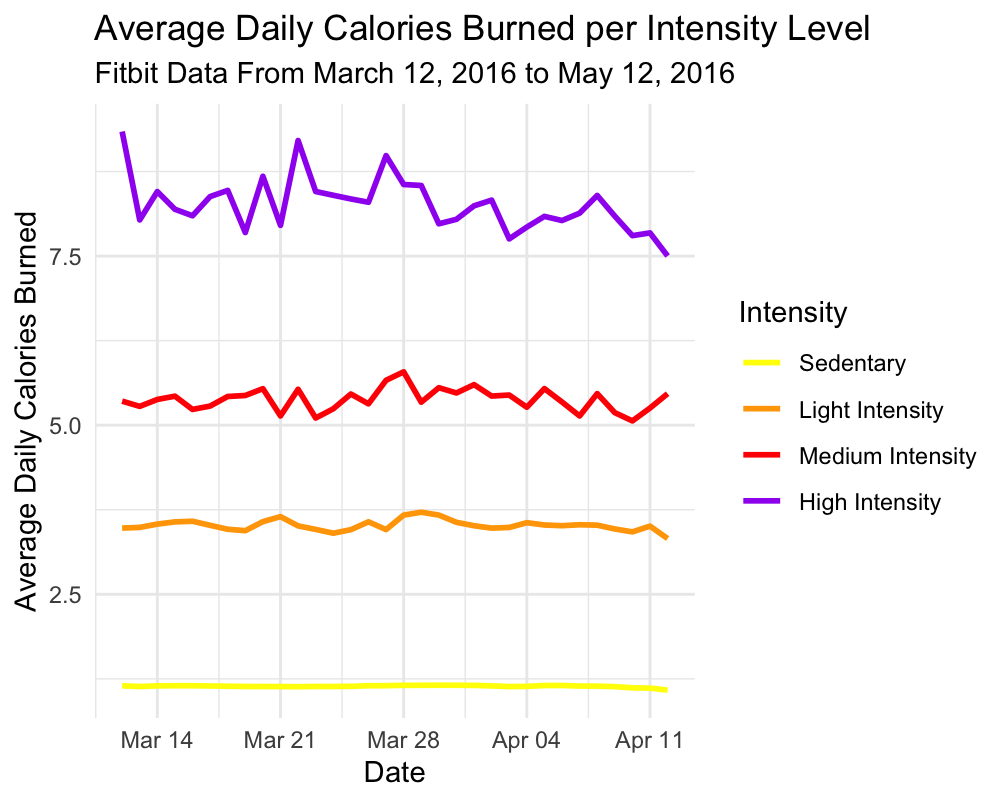 Average Daily Calories Burned per Intensity Level
Fitbit Data From March 12, 2016 to May 12, 2016
Average Daily Calories Burned
7.5
5.0
2.5
Mar 14
Mar 21
Mar 28
Apr 04
Apr 11
Date
Intensity
Sedentary
Light Intensity
Medium Intensity
High Intensity